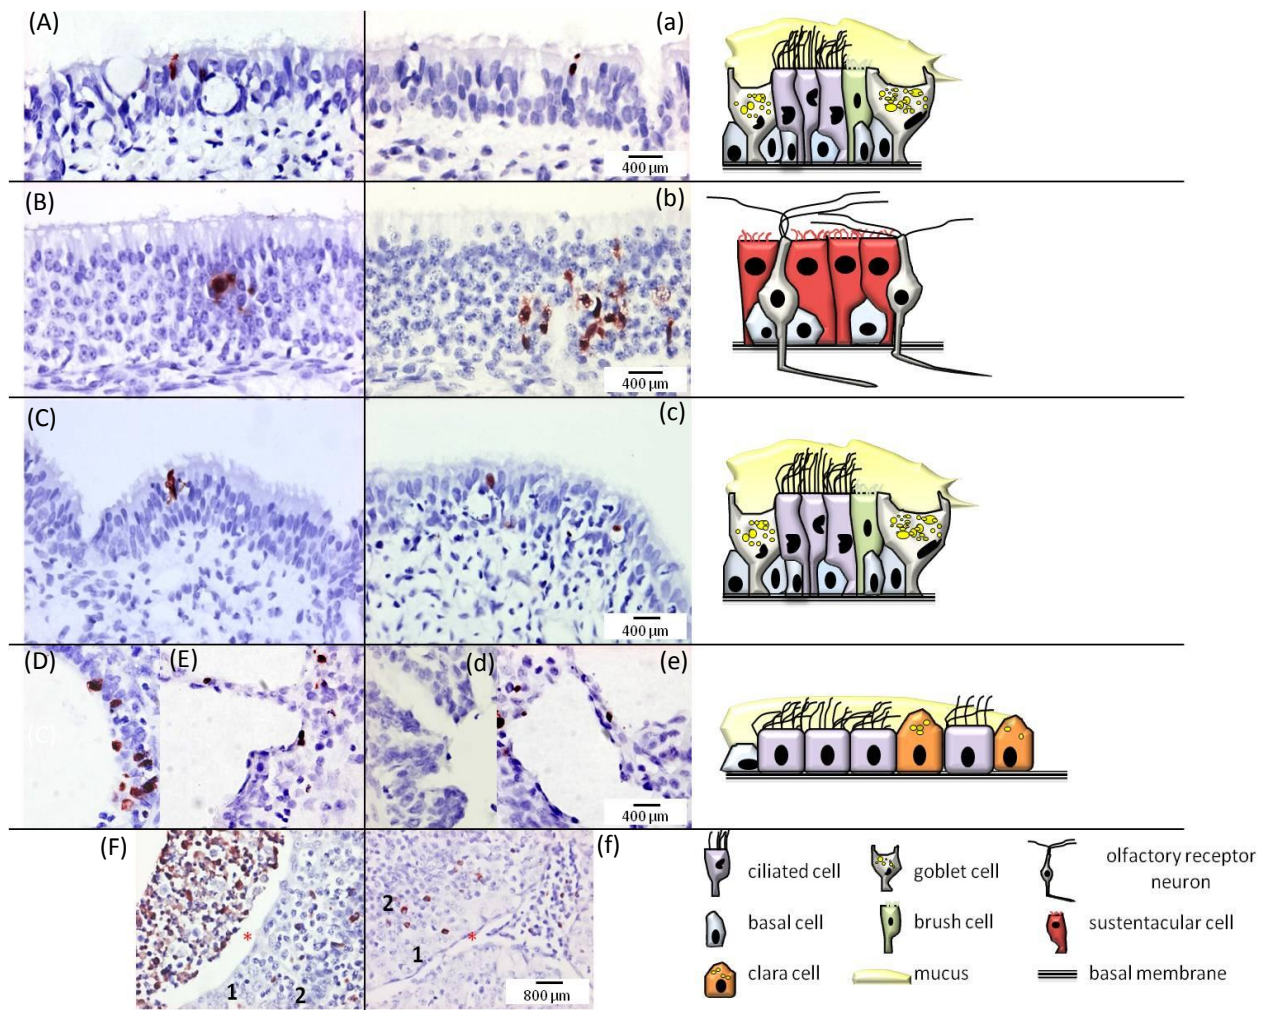 (A)
(a)
400 µm
(B)
(b)
400 µm
(C)
(c)
400 µm
(D)
(E)
(d)
(e)
(C)
400 µm
(F)
(f)
*
*
1
2
2
1
800 µm
ciliated cell
goblet cell
olfactory receptor
neuron
basal cell
brush cell
sustentacular cell
clara cell
mucus
basal membrane